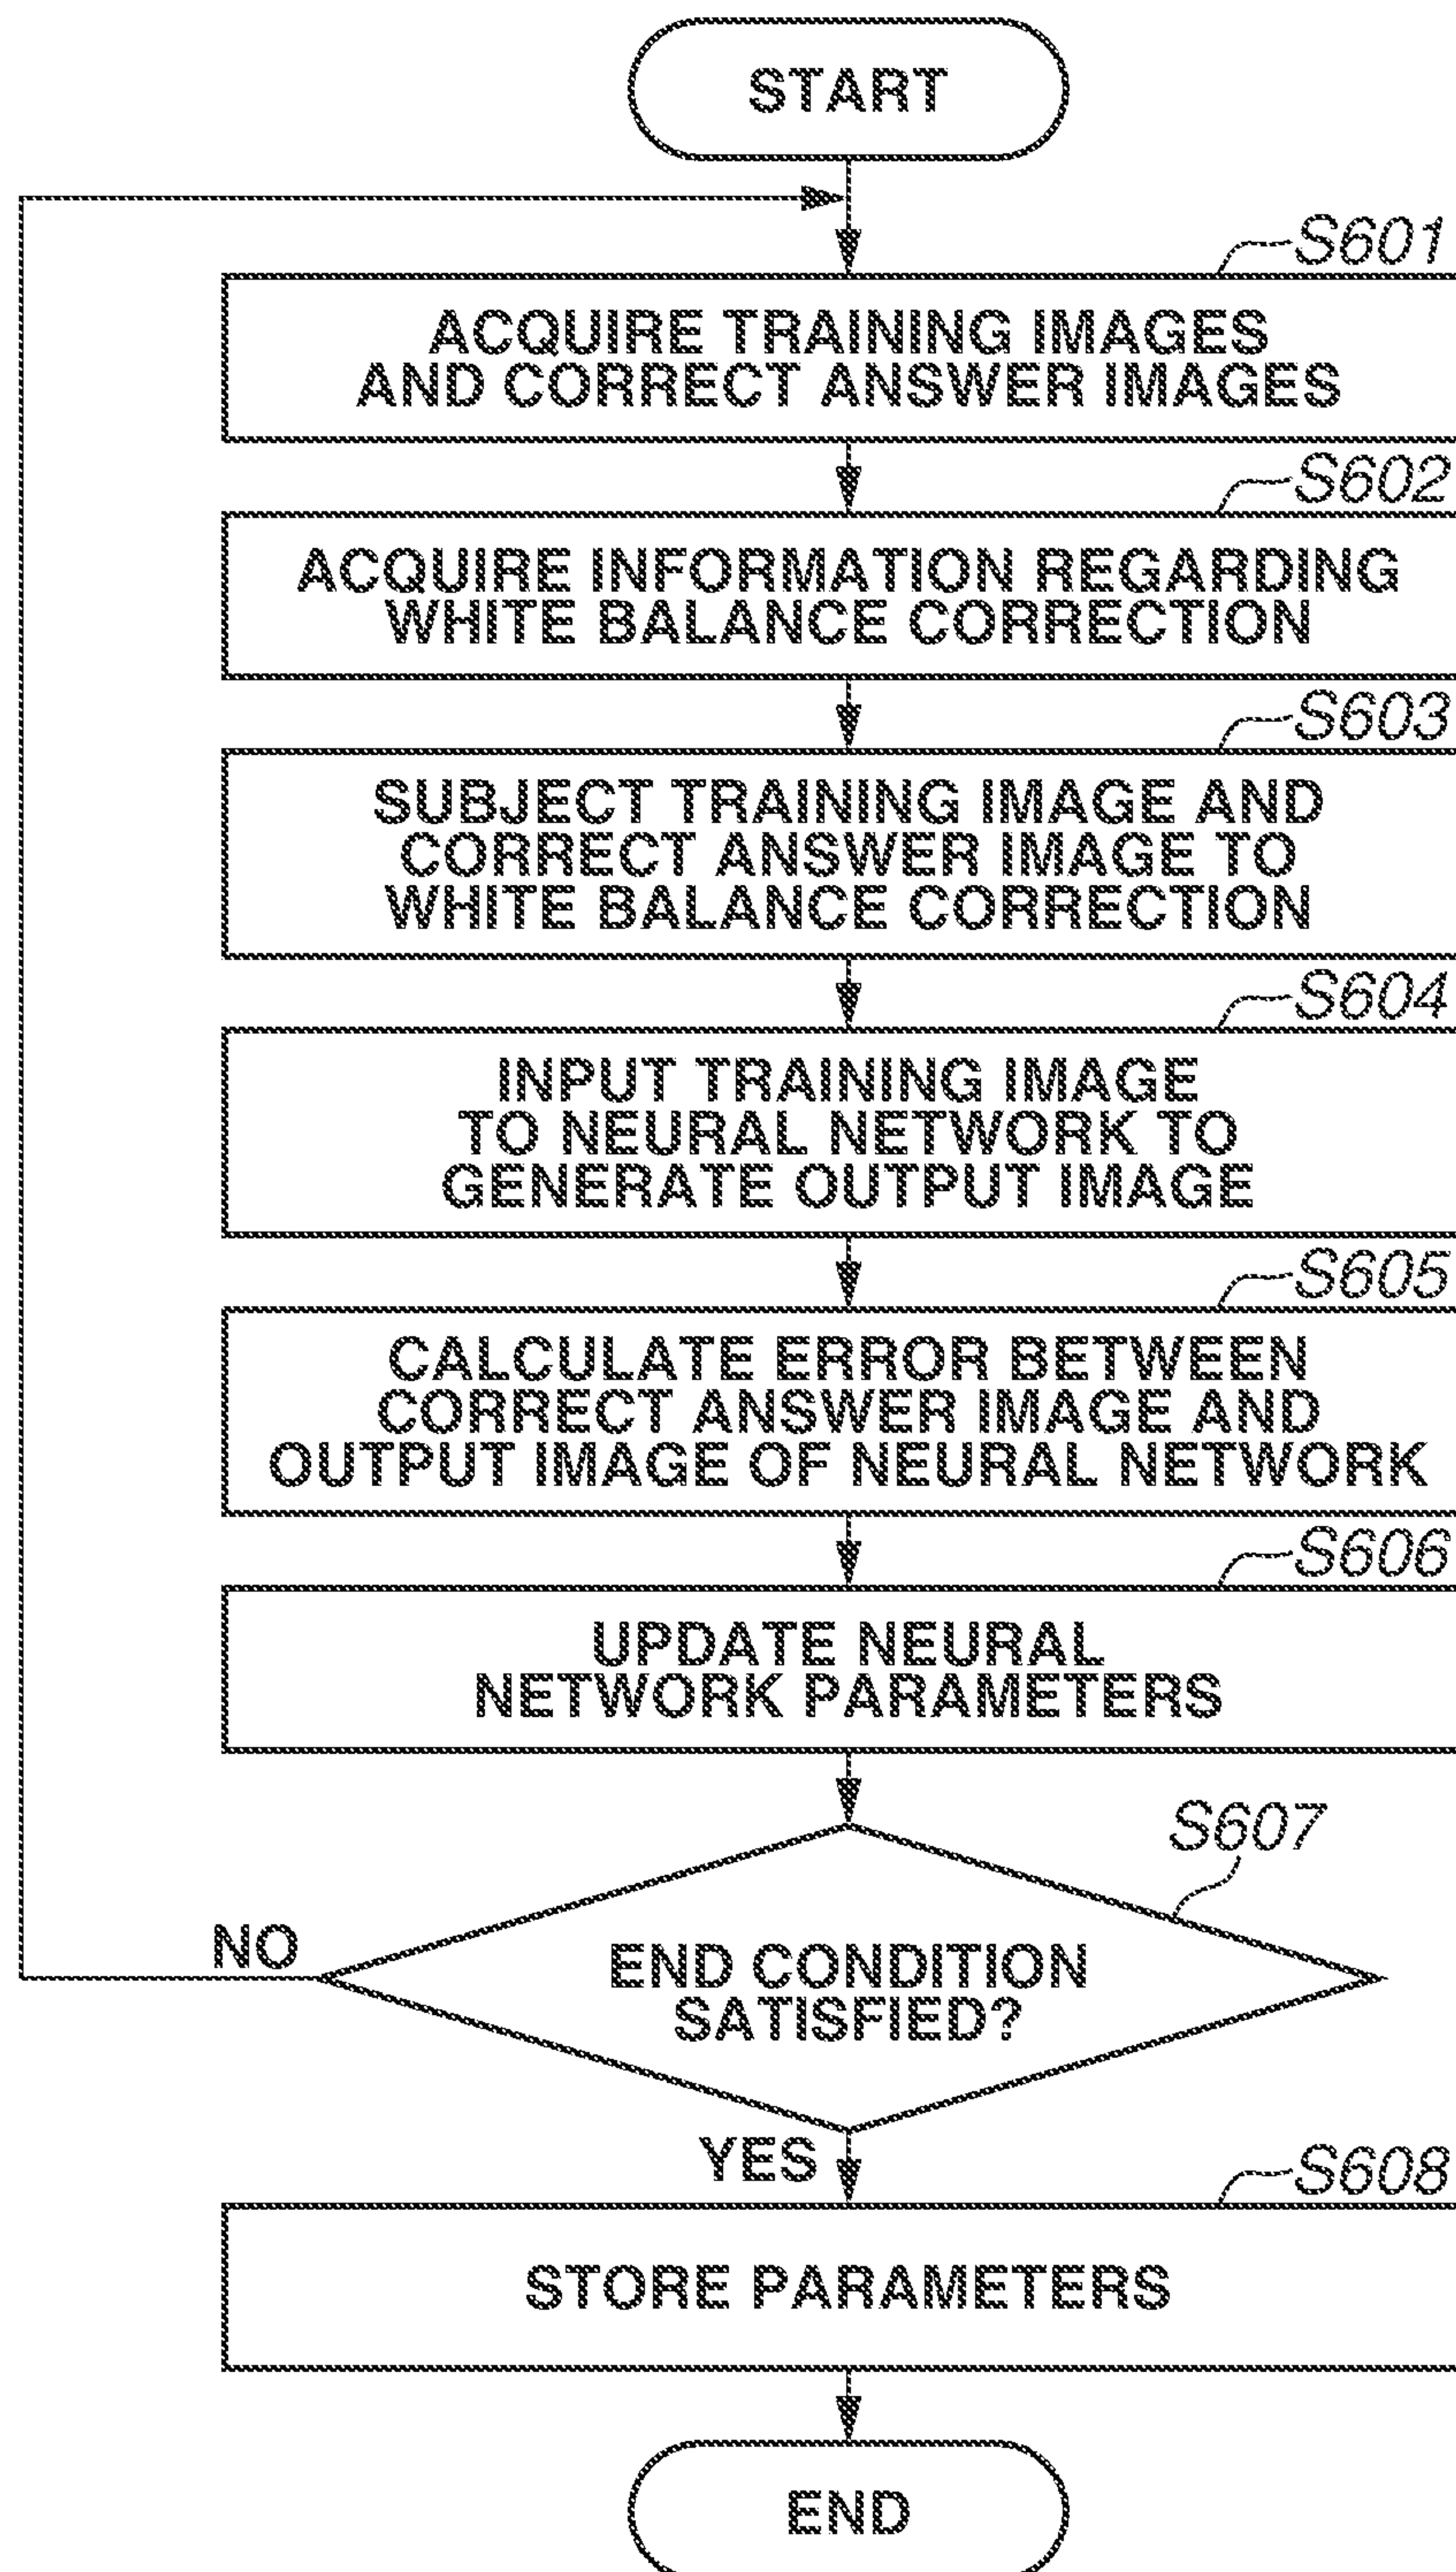 START
S601
ACQUIRE TRAINING IMAGES
AND CORRECT ANSWER IMAGES
S602
ACQUIRE INFORMATION REGARDING
WHITE BALANCE CORRECTION
S603
SUBJECT TRAINING IMAGE AND
CORRECT ANSWER IMAGE TO
WHITE BALANCE CORRECTION
S604
INPUT TRAINING IMAGE
TO NEURAL NETWORK TO
GENERATE OUTPUT IMAGE
S605
CALCULATE ERROR BETWEEN
CORRECT ANSWER IMAGE AND
OUTPUT IMAGE OF NEURAL NETWORK
S606
UPDATE NEURAL
NETWORK PARAMETERS
S607
NO
END CONDITION
SATISFIED?
YES
S608
STORE PARAMETERS
END